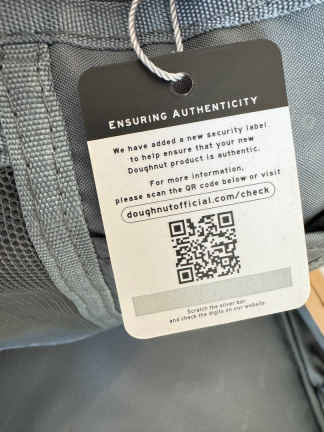 ENSURING AUTHENTICITY
We have added a new security label
to help ensure that your new
Doughnut product is authentic.
For more information,
please scan the QR code below or visit
doughnutofficial.com/check
Scratch the silver bar
and check the digits on our website.